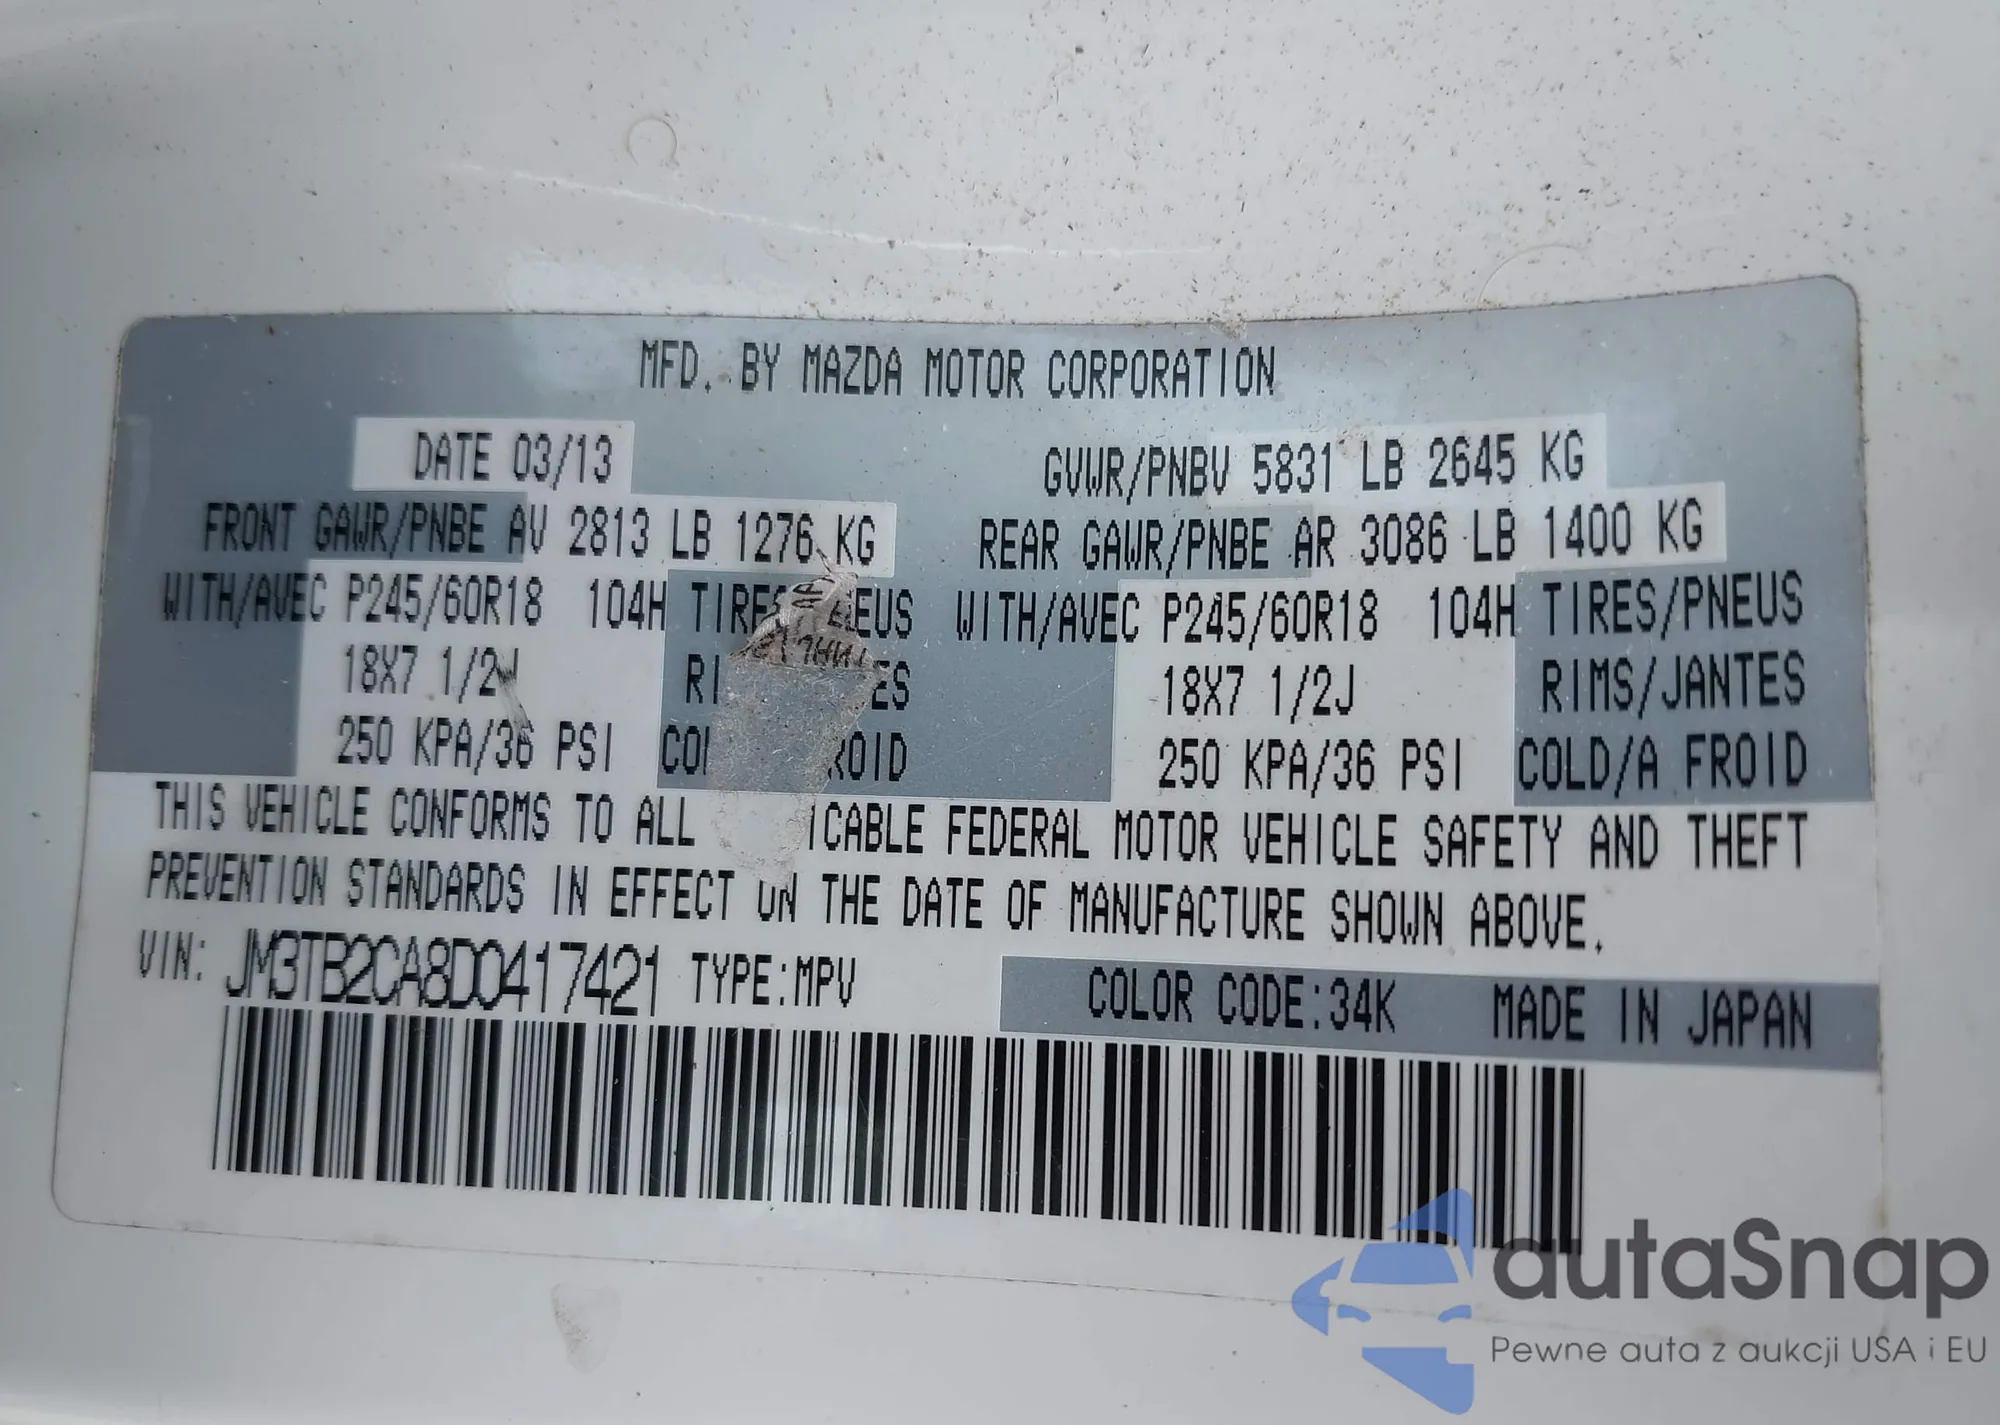 MFD. BY MAZDA MOTOR CORPORATION
DATE 03/13 GVWR/PNBV 5831 LB 2645 KG
FRONT GAWR/PNBE AV 2813 LB 1276 KG REAR GAWR/PNBE AR 3086 LB 1400 KG
WITH/AVEC P245/60R18 104H WITH/AVEC P245/60R18 104H TIRES/PNEUS
18X7 1/2J 18X7 1/2J RIMS/JANTES
250 KPA/36 PSI 250 KPA/36 PSI COLD/A FROID
THIS VEHICLE CONFORMS TO ALL FEDERAL MOTOR VEHICLE SAFETY AND THEFT
PREVENTION STANDARDS IN EFFECT ON THE DATE OF MANUFACTURE SHOWN ABOVE.
VIN: JM3TB2CA8D0417421 TYPE:MPV COLOR CODE:34K MADE IN JAPAN
autaSnap
Pewne auta z aukcji USA i EU